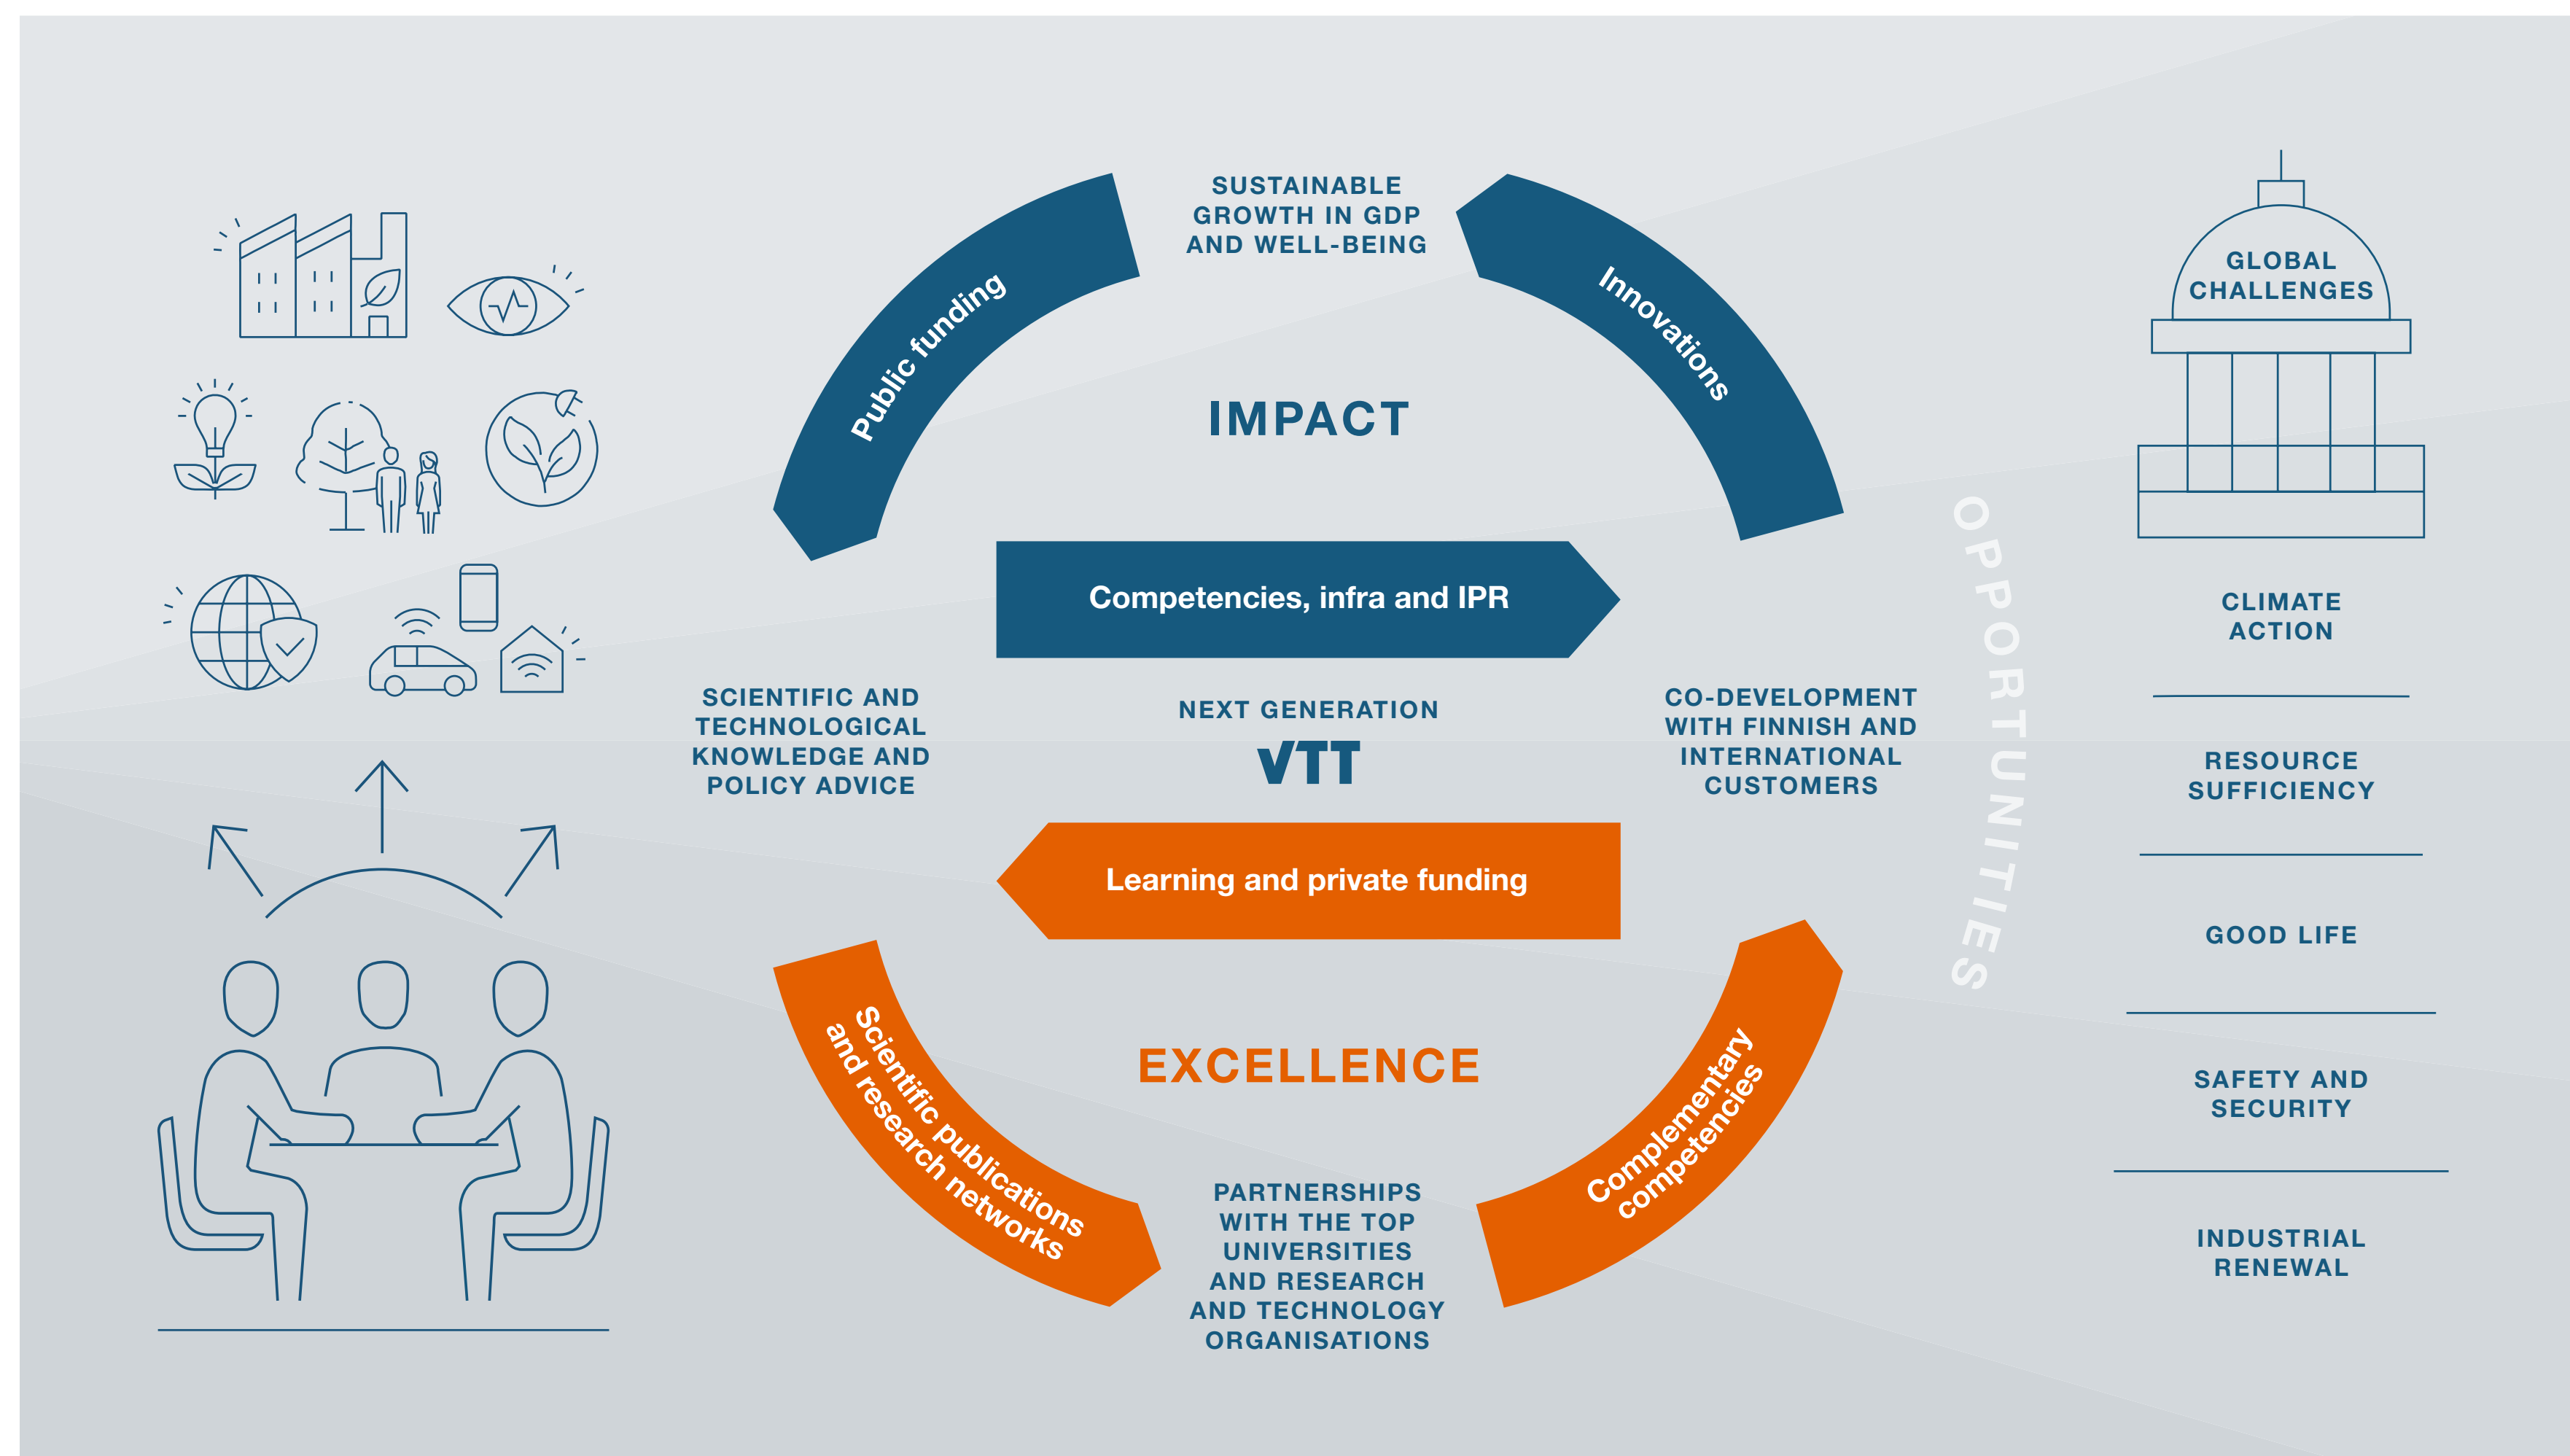 SUSTAINABLE
GROWTH IN GDP
AND WELL-BEING
Public funding
Innovations
IMPACT
Competencies, infra and IPR
SCIENTIFIC AND
TECHNOLOGICAL
KNOWLEDGE AND
POLICY ADVICE
NEXT GENERATION
VTT
CO-DEVELOPMENT
WITH FINNISH AND
INTERNATIONAL
CUSTOMERS
Learning and private funding
EXCELLENCE
Scientific publications
and research networks
Complementary
competencies
PARTNERSHIPS
WITH THE TOP
UNIVERSITIES
AND RESEARCH
AND TECHNOLOGY
ORGANISATIONS
OPPORTUNITIES
GLOBAL
CHALLENGES
CLIMATE
ACTION
RESOURCE
SUFFICIENCY
GOOD LIFE
SAFETY AND
SECURITY
INDUSTRIAL
RENEWAL